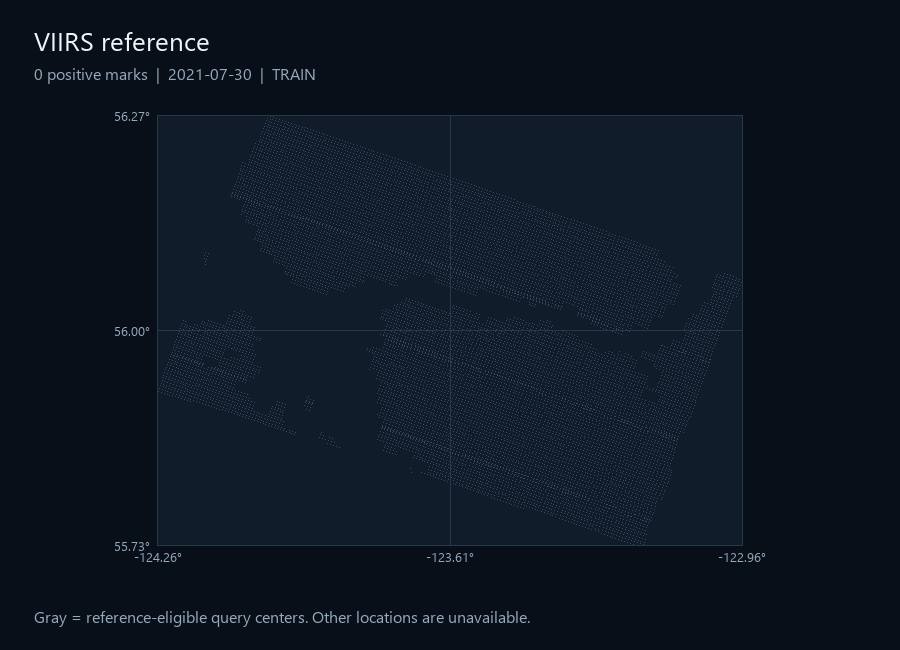 VIIRS reference
0 positive marks | 2021-07-30 | TRAIN
56.27°
56.00°
55.73°
-124.26°
-123.61°
-122.96°
Gray = reference-eligible query centers. Other locations are unavailable.